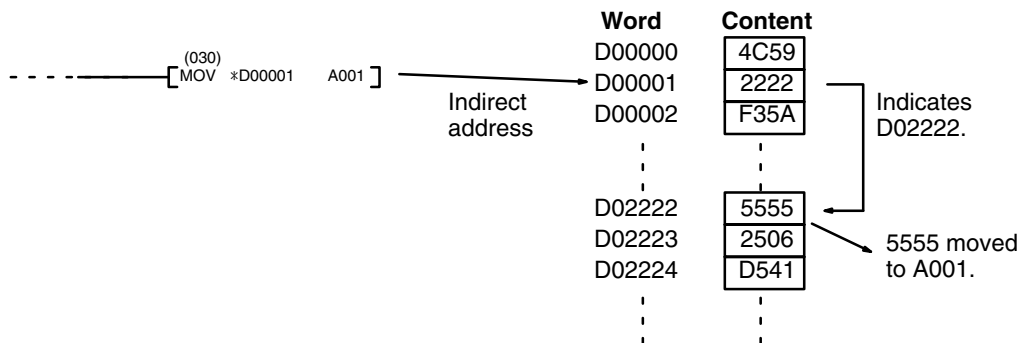 Word Content
D00000 4C59
(030)
[MOV *D00001 A001]
D00001 2222
D00002 F35A
Indirect
address
Indicates
D02222.
D02222 5555
D02223 2506
D02224 D541
5555 moved
to A001.